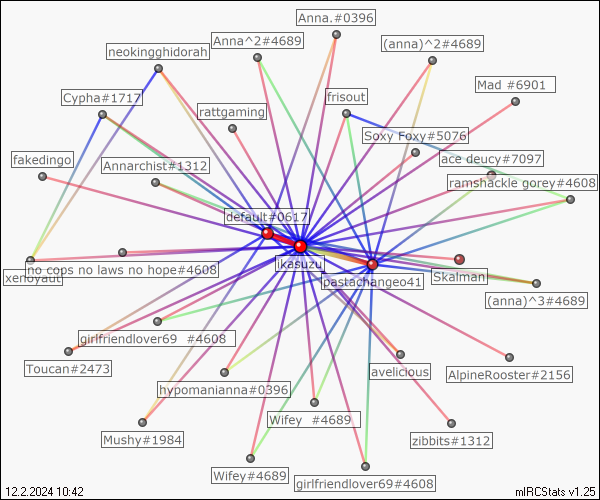 Anna.#0396
neokingghidorah
Anna^2#4689
(anna)^2#4689
Mad  #6901
Cypha#1717
frisout
rattgaming
Soxy Foxy#5076
fakedingo
Annarchist#1312
ace deucy#7097
ramshackle gorey#4608
default#0617
ikasuzu
xenoyaut
no cops no laws no hope#4608
pastachangeo41
Skalman
(anna)^3#4689
girlfriendlover69  #4608
Toucan#2473
avelicious
AlpineRooster#2156
hypomanianna#0396
Wifey  #4689
Mushy#1984
zibbits#1312
Wifey#4689
girlfriendlover69#4608
12.2.2024 10:42
mIRCStats v1.25